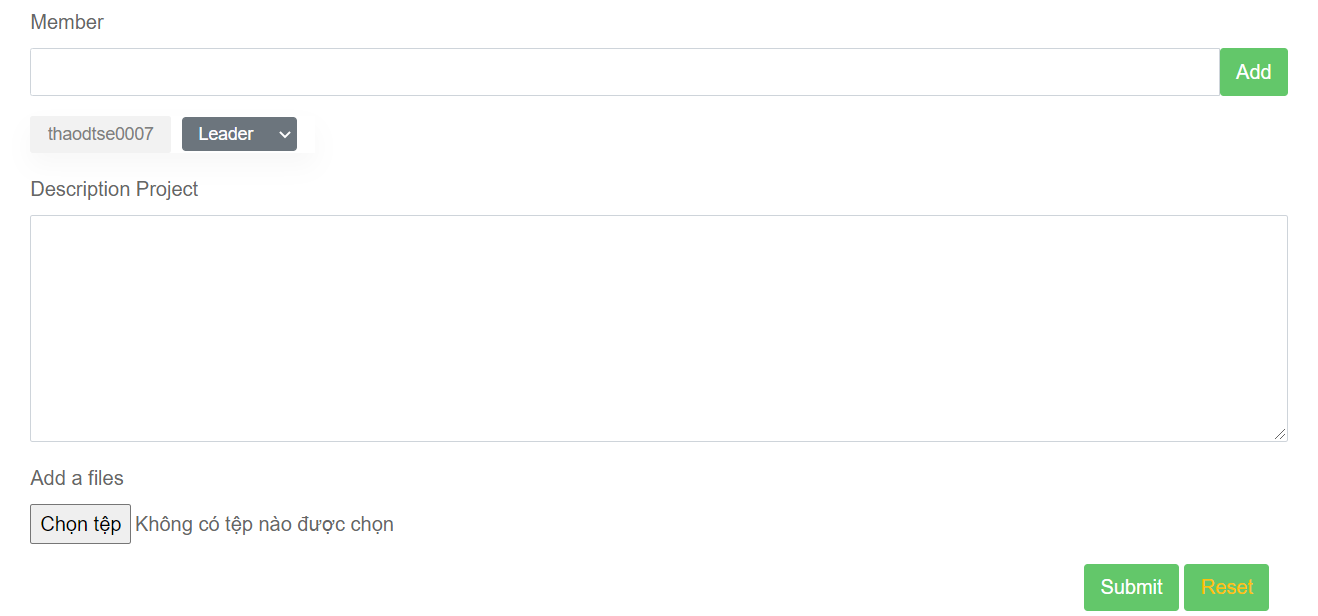 Member
Add
thaodtse0007 Leader
Description Project
Add a files
Chọn tệp Không có tệp nào được chọn
Submit Reset